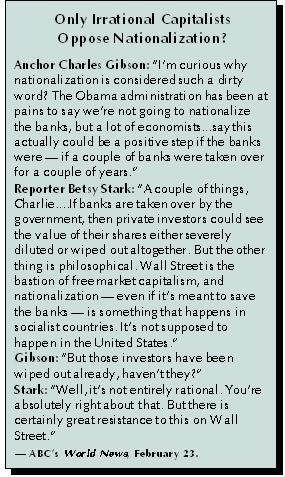 Only Irrational Capitalists
Oppose Nationalization?
Anchor Charles Gibson: “I’m curious why
nationalization is considered such a dirty
word? The Obama administration has been at
pains to say we’re not going to nationalize
the banks, but a lot of economists...say this
actually could be a positive step if the banks
were — if a couple of banks were taken over
for a couple of years.”
Reporter Betsy Stark: “A couple of things,
Charlie....If banks are taken over by the
government, then private investors could see
the value of their shares either severely
diluted or wiped out altogether. But the other
thing is philosophical. Wall Street is the
bastion of free market capitalism, and
nationalization — even if it’s meant to save
the banks — is something that happens in
socialist countries. It’s not supposed to
happen in the United States.”
Gibson: “But those investors have been
wiped out already, haven’t they?”
Stark: “Well, it’s not entirely rational. You’re
absolutely right about that. But there is
certainly great resistance to this on Wall
Street.”
— ABC’s World News, February 23.